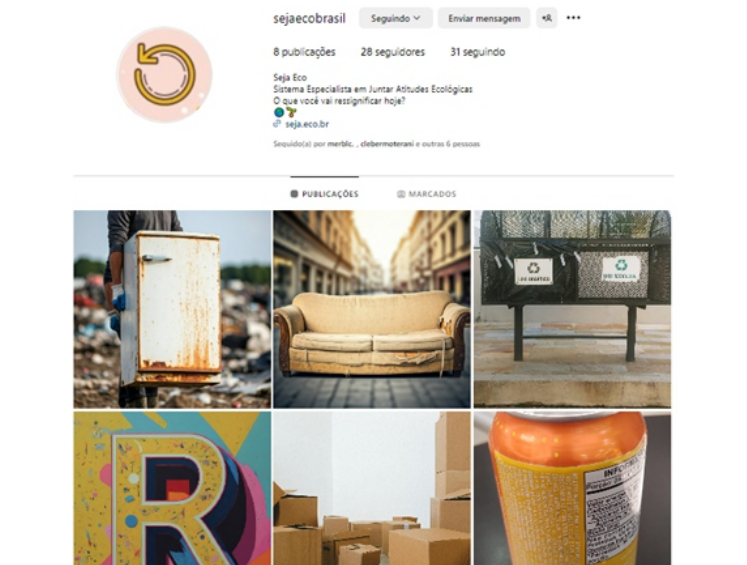 sejaecobrasil Seguindo Enviar mensagem
8 publicações 28 seguidores 31 seguindo
Seja Eco
Sistema Especialista em Juntar Atitudes Ecológicas
O que você vai ressignificar hoje?
seja.eco.br
Seguido(a) por merblc. , clebermoterani e outras 6 pessoas
PUBLICAÇÕES MARCADOS
R